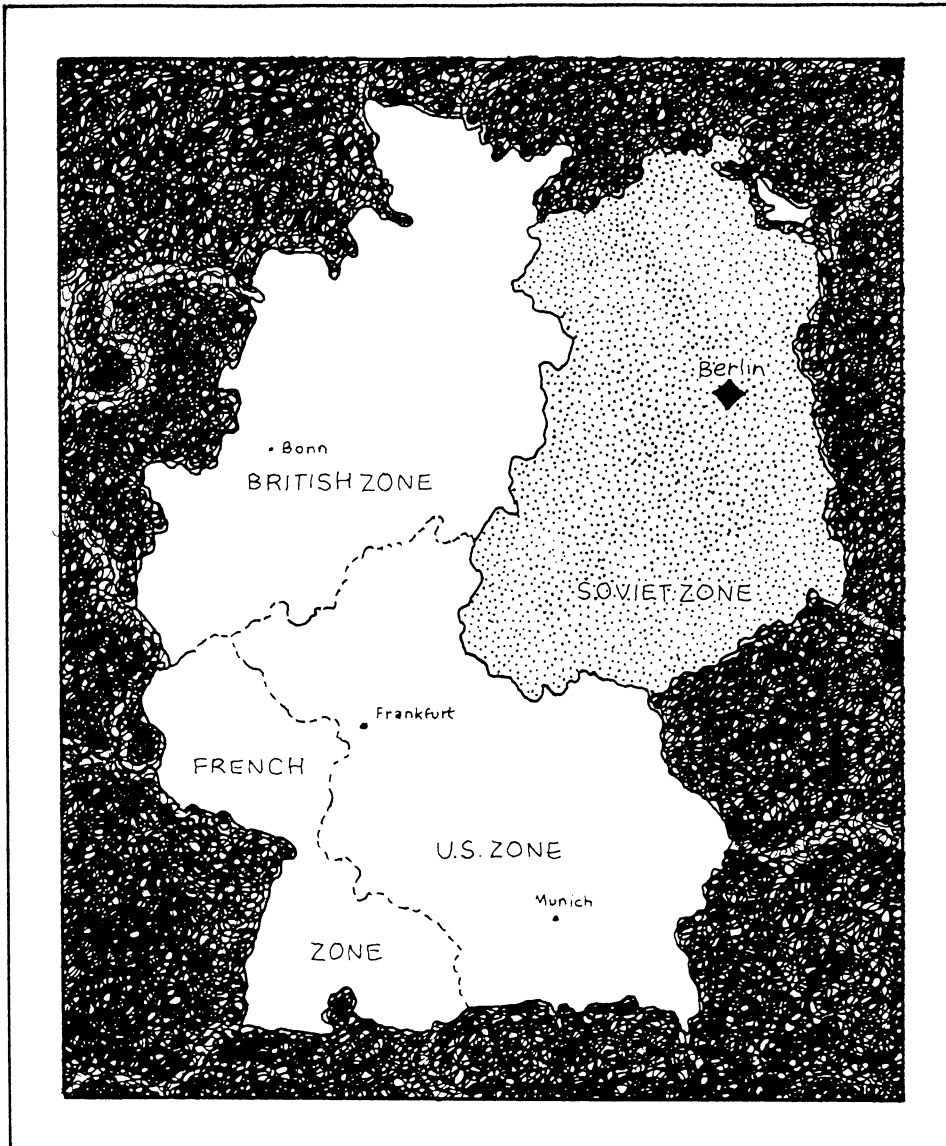 Berlin
Bonn
BRITISH ZONE
SOVIET ZONE
Frankfurt
FRENCH
U.S. ZONE
Munich
ZONE